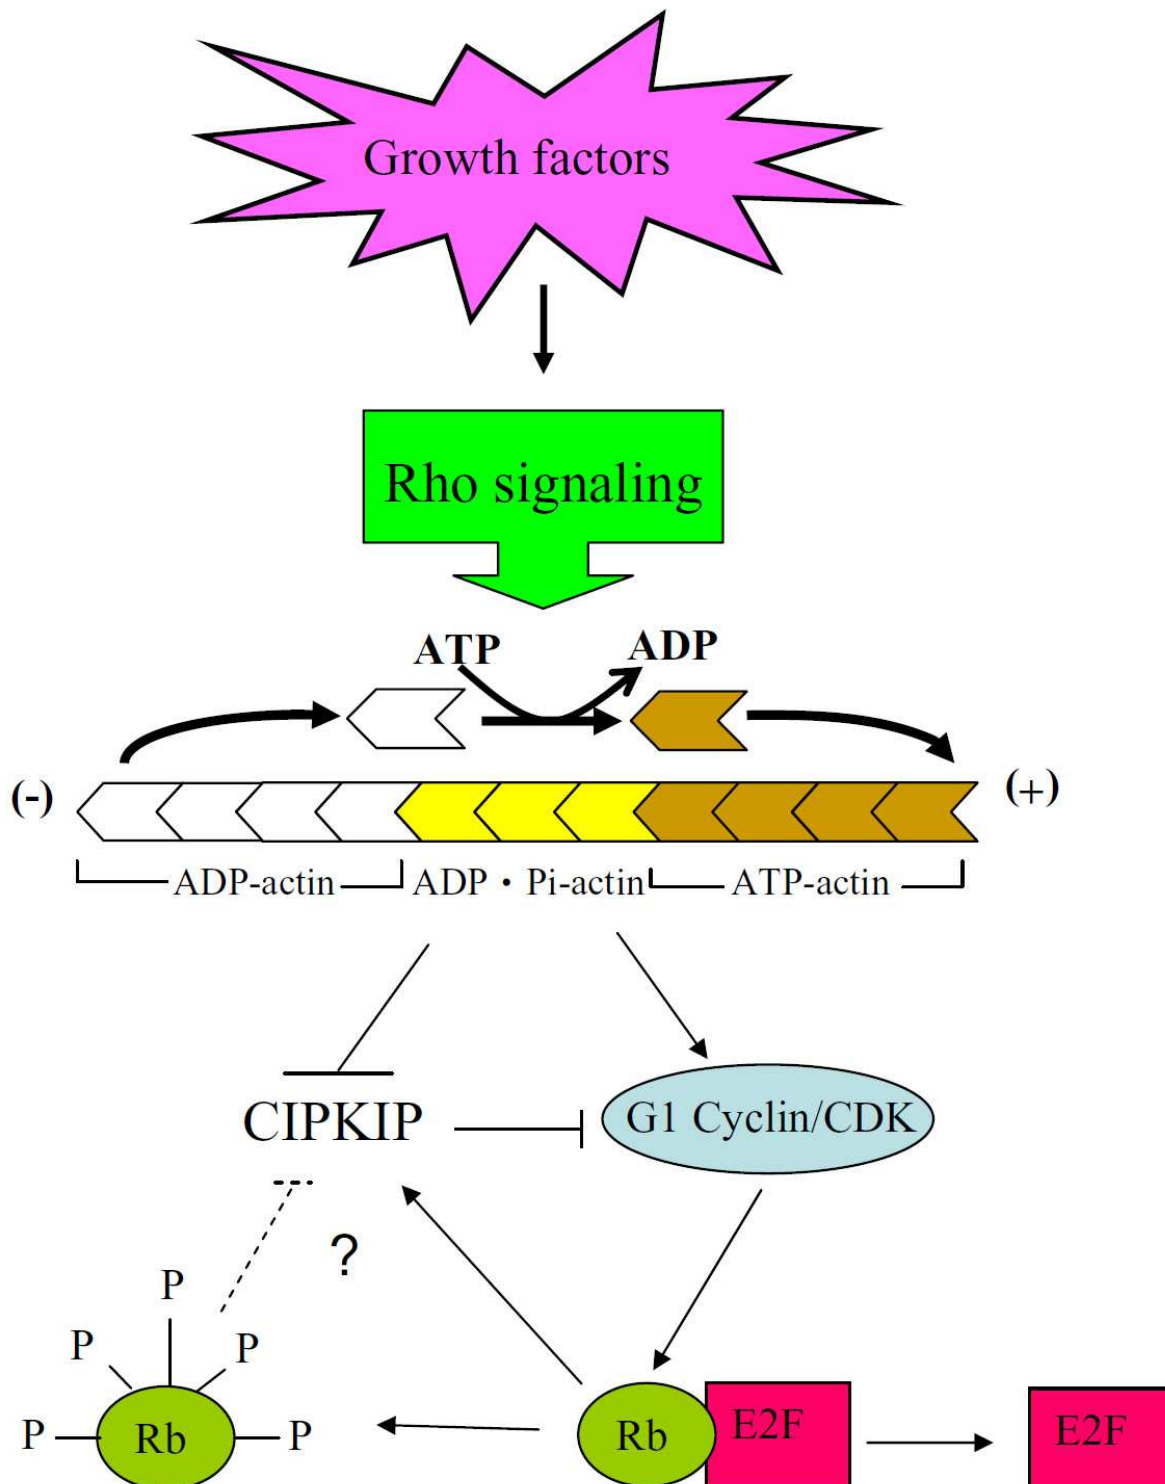 Growth factors
Rho signaling
ATP
ADP
(-)
(+)
ADP-actin
ADP・Pi-actin
ATP-actin
CIPKIP
G1 Cyclin/CDK
?
P
P
P
P
P
Rb
Rb
E2F
E2F